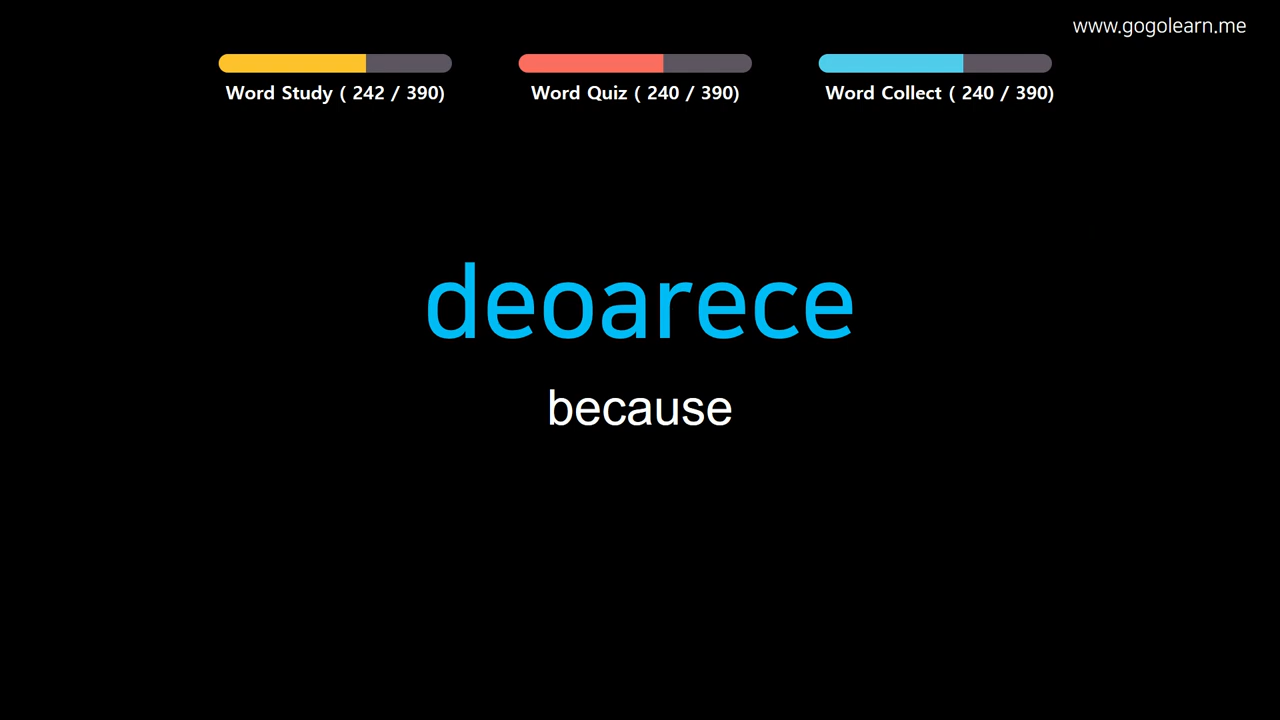 www.gogolearn.me
Word Study ( 242 / 390)
Word Quiz ( 240 / 390)
Word Collect ( 240 / 390)
deoarece
because